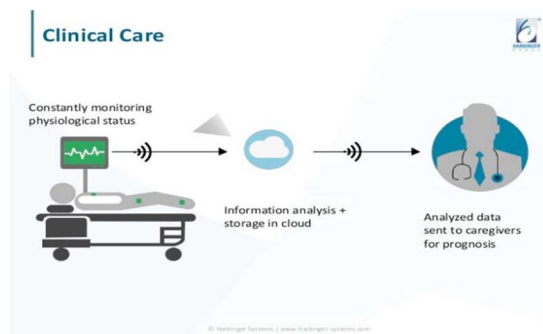 Clinical Care
HARBINGER
Constantly monitoring
physiological status
Information analysis +
storage in cloud
Analyzed data
sent to caregivers
for prognosis
© Harbinger Systems | www.harbinger-systems.com